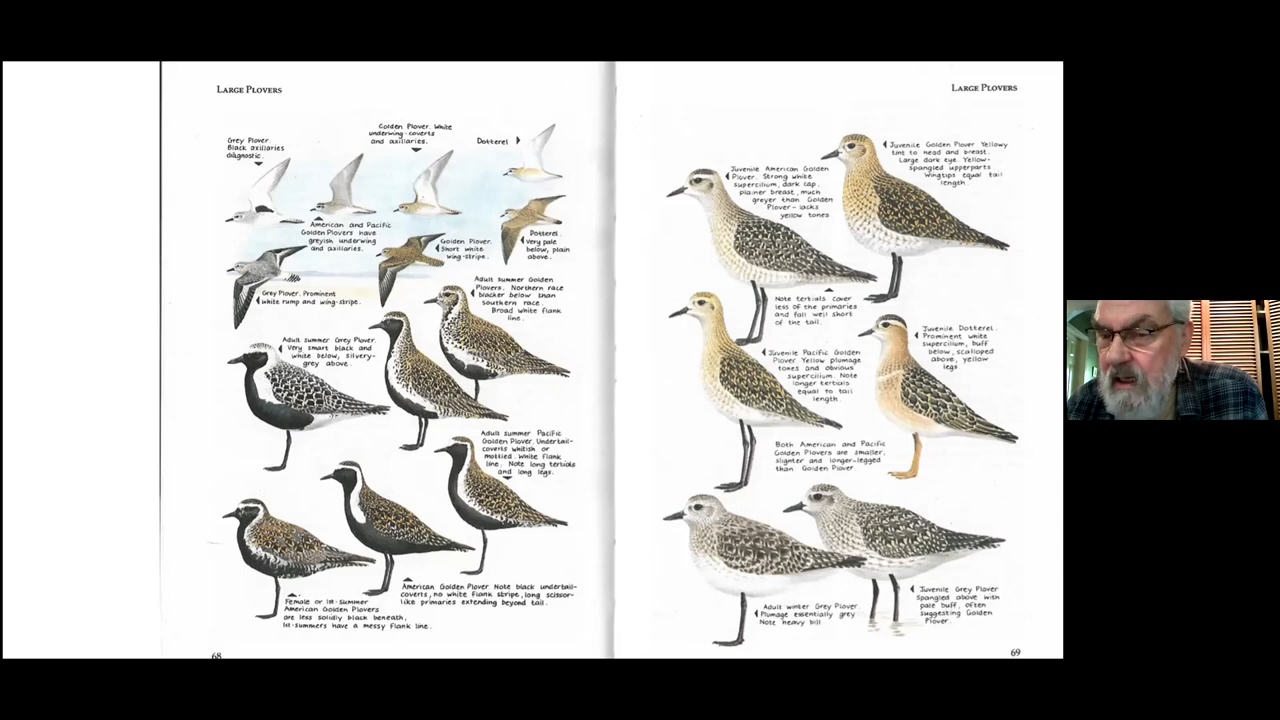 LARGE PLOVERS
Grey Plover.
Black axillaries
diagnostic.
Golden Plover. White
underwing-coverts
and axillaries.
Dotterel
American and Pacific
Golden Plovers have
greyish underwing
and axillaries.
Golden Plover.
Short white
wing-stripe.
Dotterel.
Very pale
below, plain
above.
Grey Plover. Prominent
white rump and wing-stripe.
Adult summer Golden
Plovers. Northern race
blacker below than
southern race.
Broad white flank
line.
Adult summer Grey Plover.
Very smart black and
white below, silvery-
grey above.
Adult summer Pacific
Golden Plover. Undertail-
coverts whitish or
mottled. White flank
line. Note long tertials
and long legs.
American Golden Plover. Note black undertail-
coverts, no white flank stripe, long scissor-
like primaries extending beyond tail.
Female or 1st-summer
American Golden Plovers
are less solidly black beneath,
1st-summers have a messy flank line.
68
LARGE PLOVERS
Juvenile Golden Plover Yellowy
tint to head and breast.
Large dark eye. Yellow-
spangled upperparts
Wingtips equal tail
length.
Juvenile American Golden
Plover. Strong white
supercilium, dark cap,
plainer breast, much
greyer than Golden
Plover - lacks
yellow tones
Note tertials cover
less of the primaries
and fall well short
of the tail.
Juvenile Pacific Golden
Plover Yellow plumage
tones and obvious
supercilium. Note
longer tertials
equal to tail
length.
Juvenile Dotterel.
Prominent white
supercilium, buff
below, scalloped
above, yellow
legs.
Both American and Pacific
Golden Plovers are smaller,
slighter and longer-legged
than Golden Plover
Adult winter Grey Plover.
Plumage essentially grey
Note heavy bill
Juvenile Grey Plover
Spangled above with
pale buff, often
suggesting Golden
Plover.
69